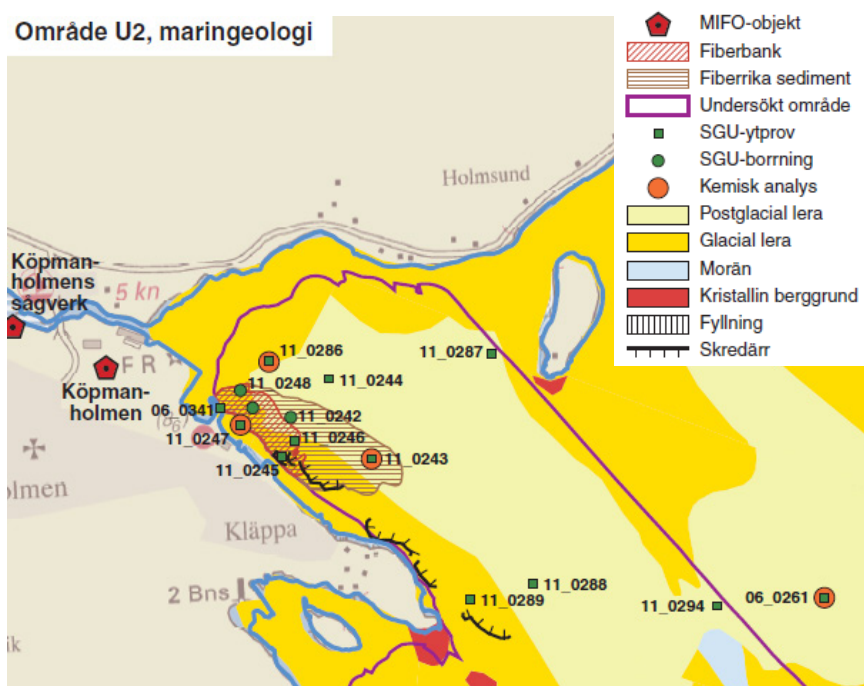 Område U2, maringeologi
MIFO-objekt
Fiberbank
Fiberrika sediment
Undersökt område
SGU-ytprov
SGU-borrning
Kemisk analys
Postglacial lera
Glacial lera
Morän
Kristallin berggrund
Fyllning
Skredärr
Holmsund
Köpman-
holmens
sågverk
5 kn
F R
Köpman-
holmen
11_0286
11_0287
11_0248
11_0244
06_0341
11_0242
11_0247
11_0246
11_0245
11_0243
olmen
Kläppa
2 Bns
11_0288
11_0289
11_0294
06_0261
ik